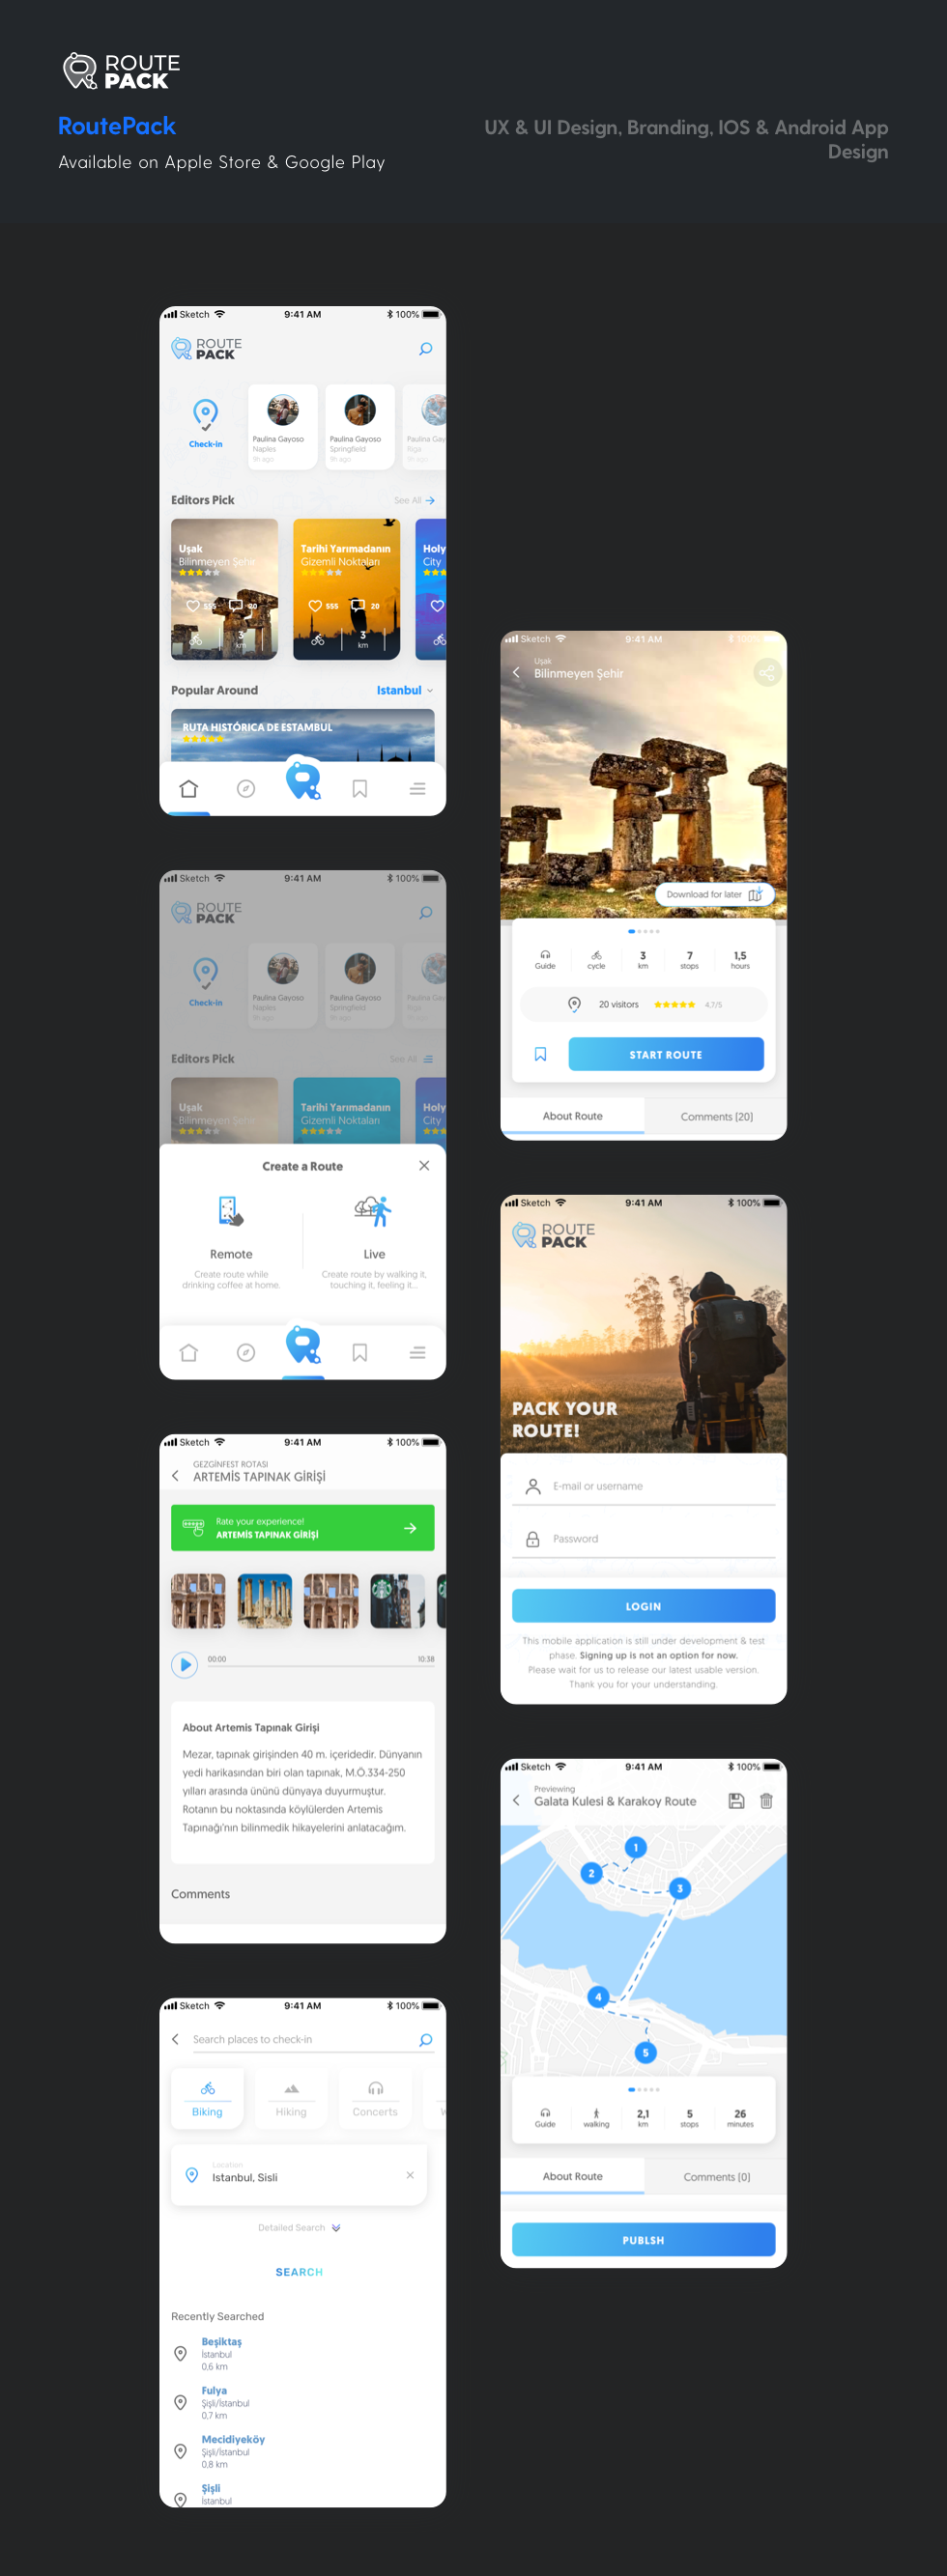 ROUTE
PACK
RoutePack
Available on Apple Store & Google Play
UX & UI Design, Branding, IOS & Android App
Design
Sketch 9:41 AM 100%
ROUTE
PACK
Check-in
Paulina Gayoso
Naples
9h ago
Paulina Gayoso
Springfield
9h ago
Paulina Gay
Riga
9h ago
Editors Pick
See All
Uşak
Bilinmeyen Şehir
555 20
3
km
Tarihi Yarımadanın
Gizemli Noktaları
555 20
3
km
Holy
City
Popular Around
Istanbul
RUTA HISTÓRICA DE ESTAMBUL
Sketch 9:41 AM 100%
ROUTE
PACK
Check-in
Paulina Gayoso
Naples
9h ago
Paulina Gayoso
Springfield
9h ago
Paulina Gay
Riga
9h ago
Editors Pick
See All
Uşak
Bilinmeyen Şehir
Tarihi Yarımadanın
Gizemli Noktaları
Holy
City
Create a Route
Remote
Create route while
drinking coffee at home.
Live
Create route by walking it,
touching it, feeling it...
Sketch 9:41 AM 100%
GEZGİNFEST ROTASI
ARTEMİS TAPINAK GİRİŞİ
Rate your experience!
ARTEMİS TAPINAK GİRİŞİ
00:00
10:38
About Artemis Tapınak Girişi
Mezar, tapınak girişinden 40 m. içeridedir. Dünyanın
yedi harikasından biri olan tapınak, M.Ö.334-250
yılları arasında ününü dünyaya duyurmuştur.
Rotanın bu noktasında köylülerden Artemis
Tapınağı'nın bilinmedik hikayelerini anlatacağım.
Comments
Sketch 9:41 AM 100%
Search places to check-in
Biking
Hiking
Concerts
W
Location
Istanbul, Sisli
Detailed Search
SEARCH
Recently Searched
Beşiktaş
İstanbul
0,6 km
Fulya
Şişli/İstanbul
0,7 km
Mecidiyeköy
Şişli/İstanbul
0,8 km
Şişli
İstanbul
Sketch 9:41 AM 100%
Uşak
Bilinmeyen Şehir
Download for later
Guide
cycle
3
km
7
stops
1,5
hours
20 visitors
4.7/5
START ROUTE
About Route
Comments (20)
Sketch 9:41 AM 100%
ROUTE
PACK
PACK YOUR
ROUTE!
E-mail or username
Password
LOGIN
This mobile application is still under development & test
phase. Signing up is not an option for now.
Please wait for us to release our latest usable version.
Thank you for your understanding.
Sketch 9:41 AM 100%
Previewing
Galata Kulesi & Karakoy Route
1
2
3
4
5
Guide
walking
2,1
km
5
stops
26
minutes
About Route
Comments (0)
PUBLSH